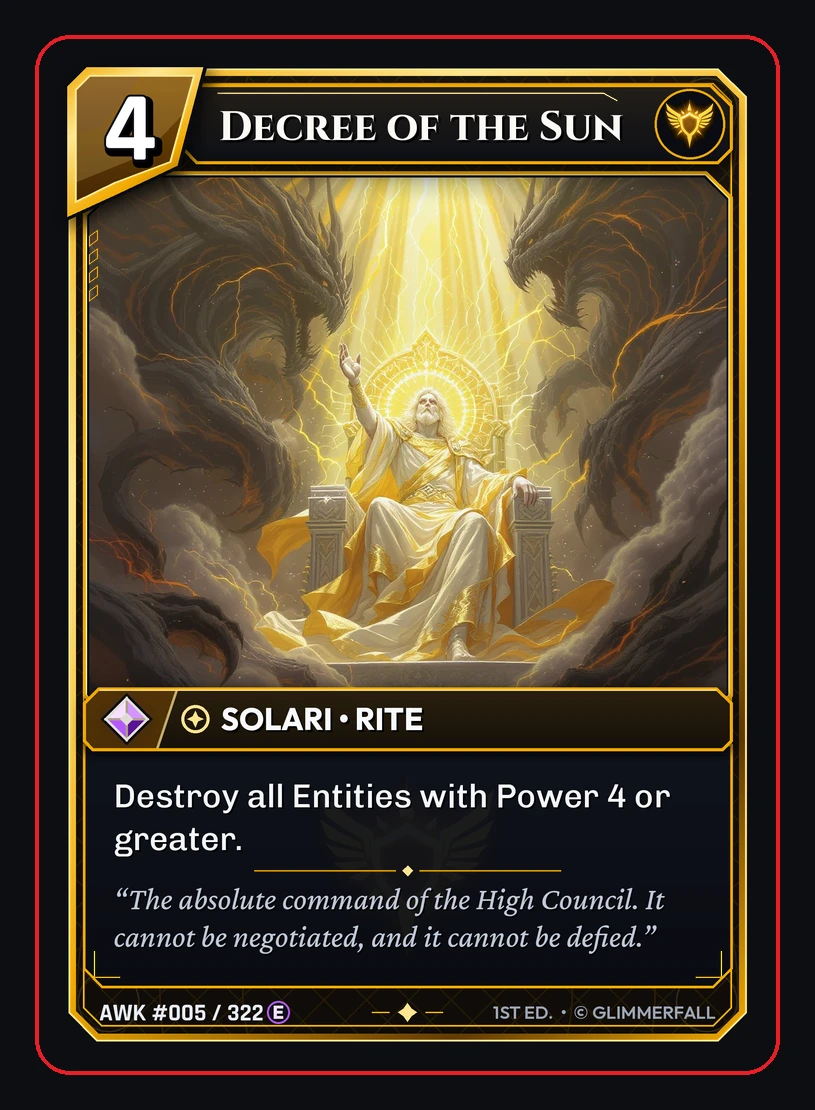 4
DECREE OF THE SUN
SOLARI • RITE
Destroy all Entities with Power 4 or
greater.
“The absolute command of the High Council. It
cannot be negotiated, and it cannot be defied.”
AWK #005 / 322 E
1ST ED. • © GLIMMERFALL